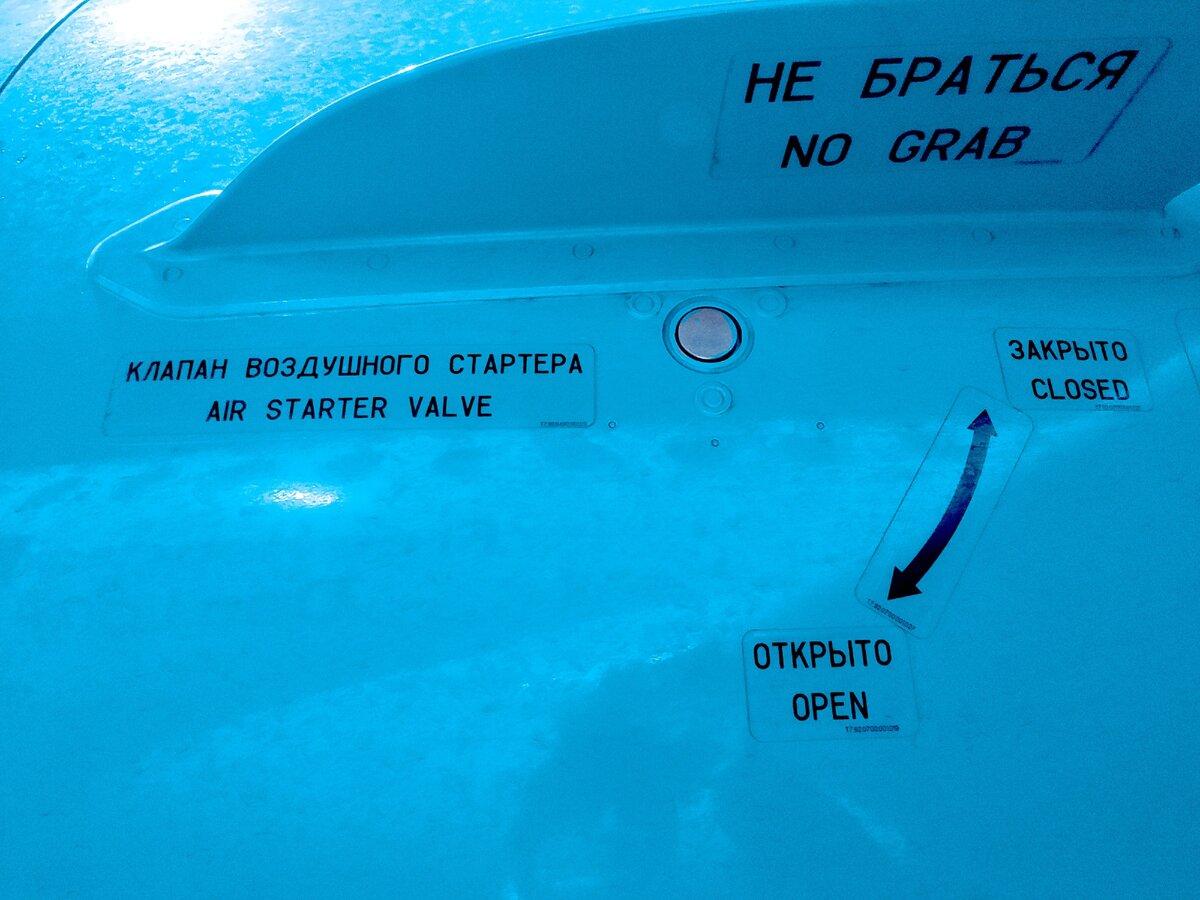 НЕ БРАТЬСЯ
NO GRAB
КЛАПАН ВОЗДУШНОГО СТАРТЕРА
AIR STARTER VALVE
ЗАКРЫТО
CLOSED
ОТКРЫТО
OPEN